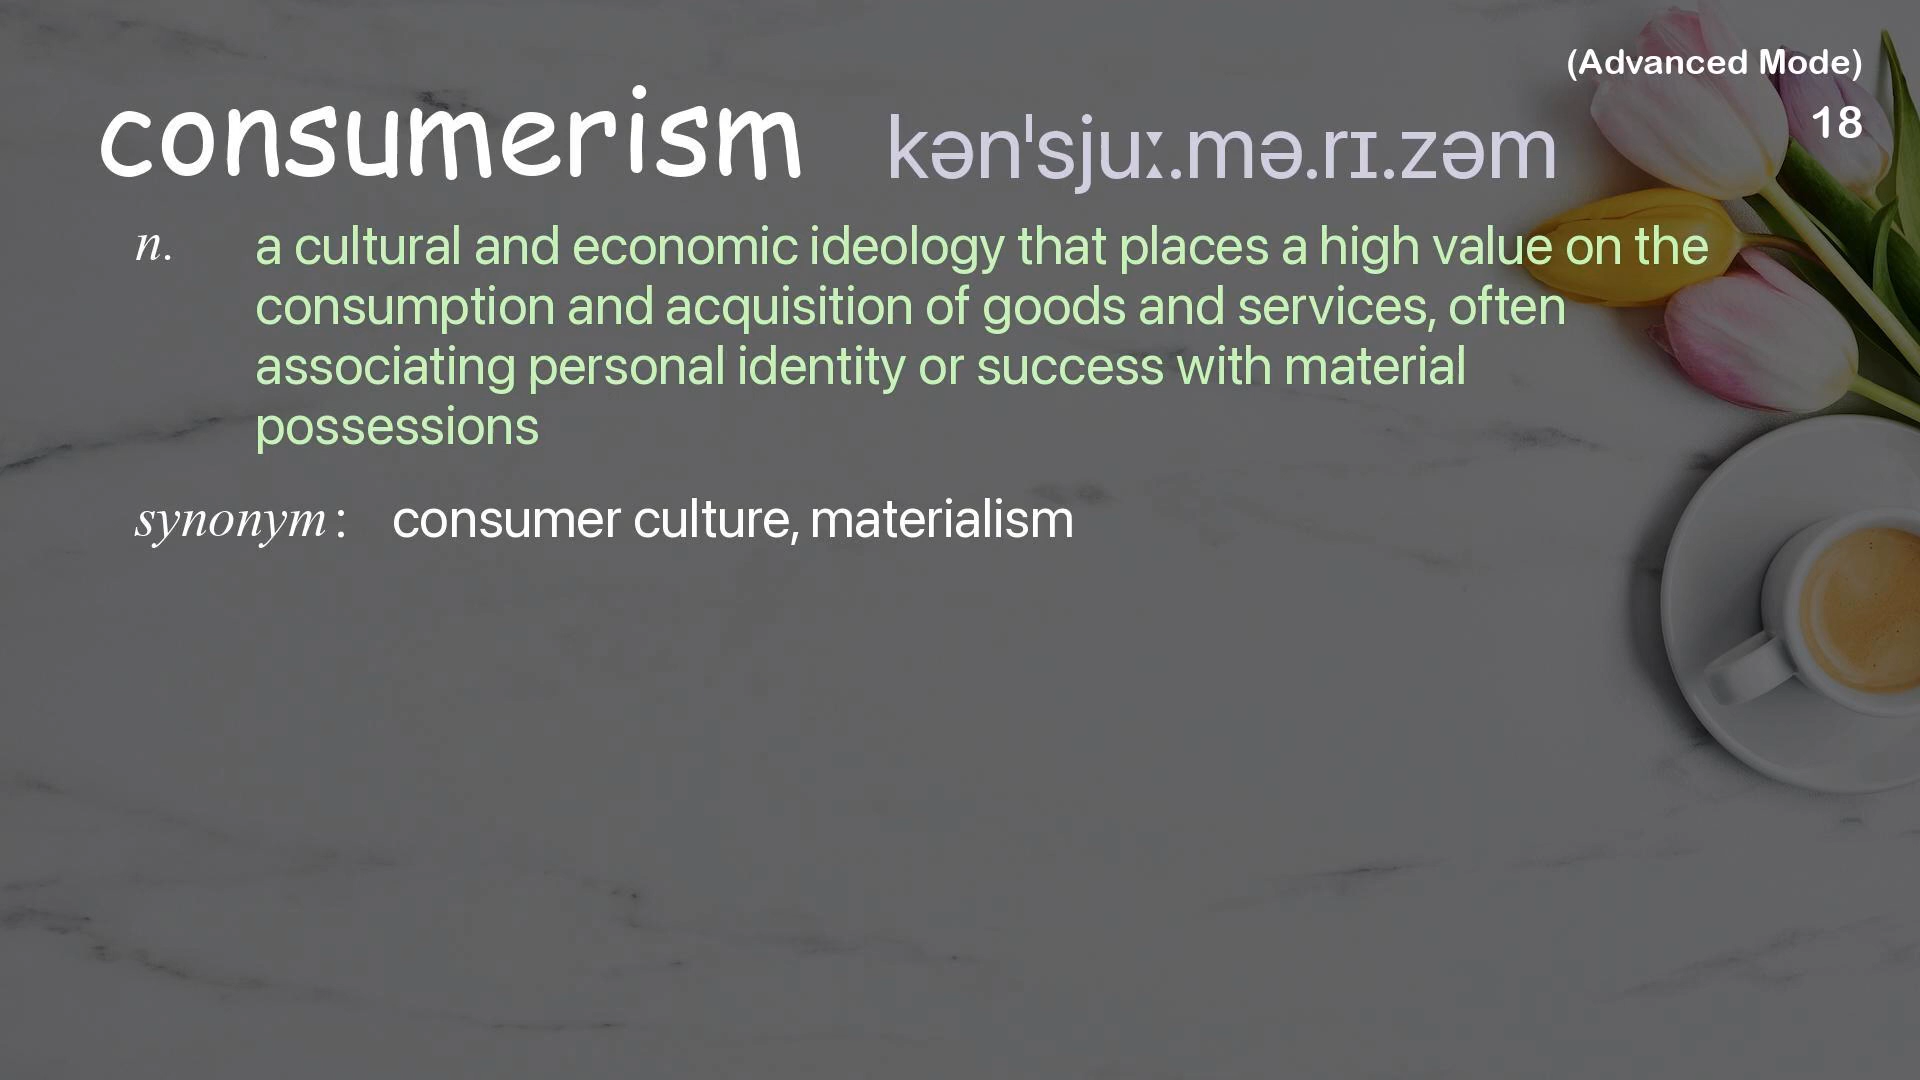 (Advanced Mode)
18
consumerism kən'sjuː.mə.rɪ.zəm
n. a cultural and economic ideology that places a high value on the
consumption and acquisition of goods and services, often
associating personal identity or success with material
possessions
synonym: consumer culture, materialism